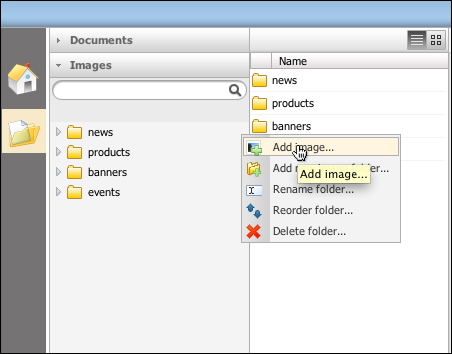 Documents
Images
news
products
banners
events
Name
news
products
banners
Add image...
Add folder...
Add image...
Rename folder...
Reorder folder...
Delete folder...